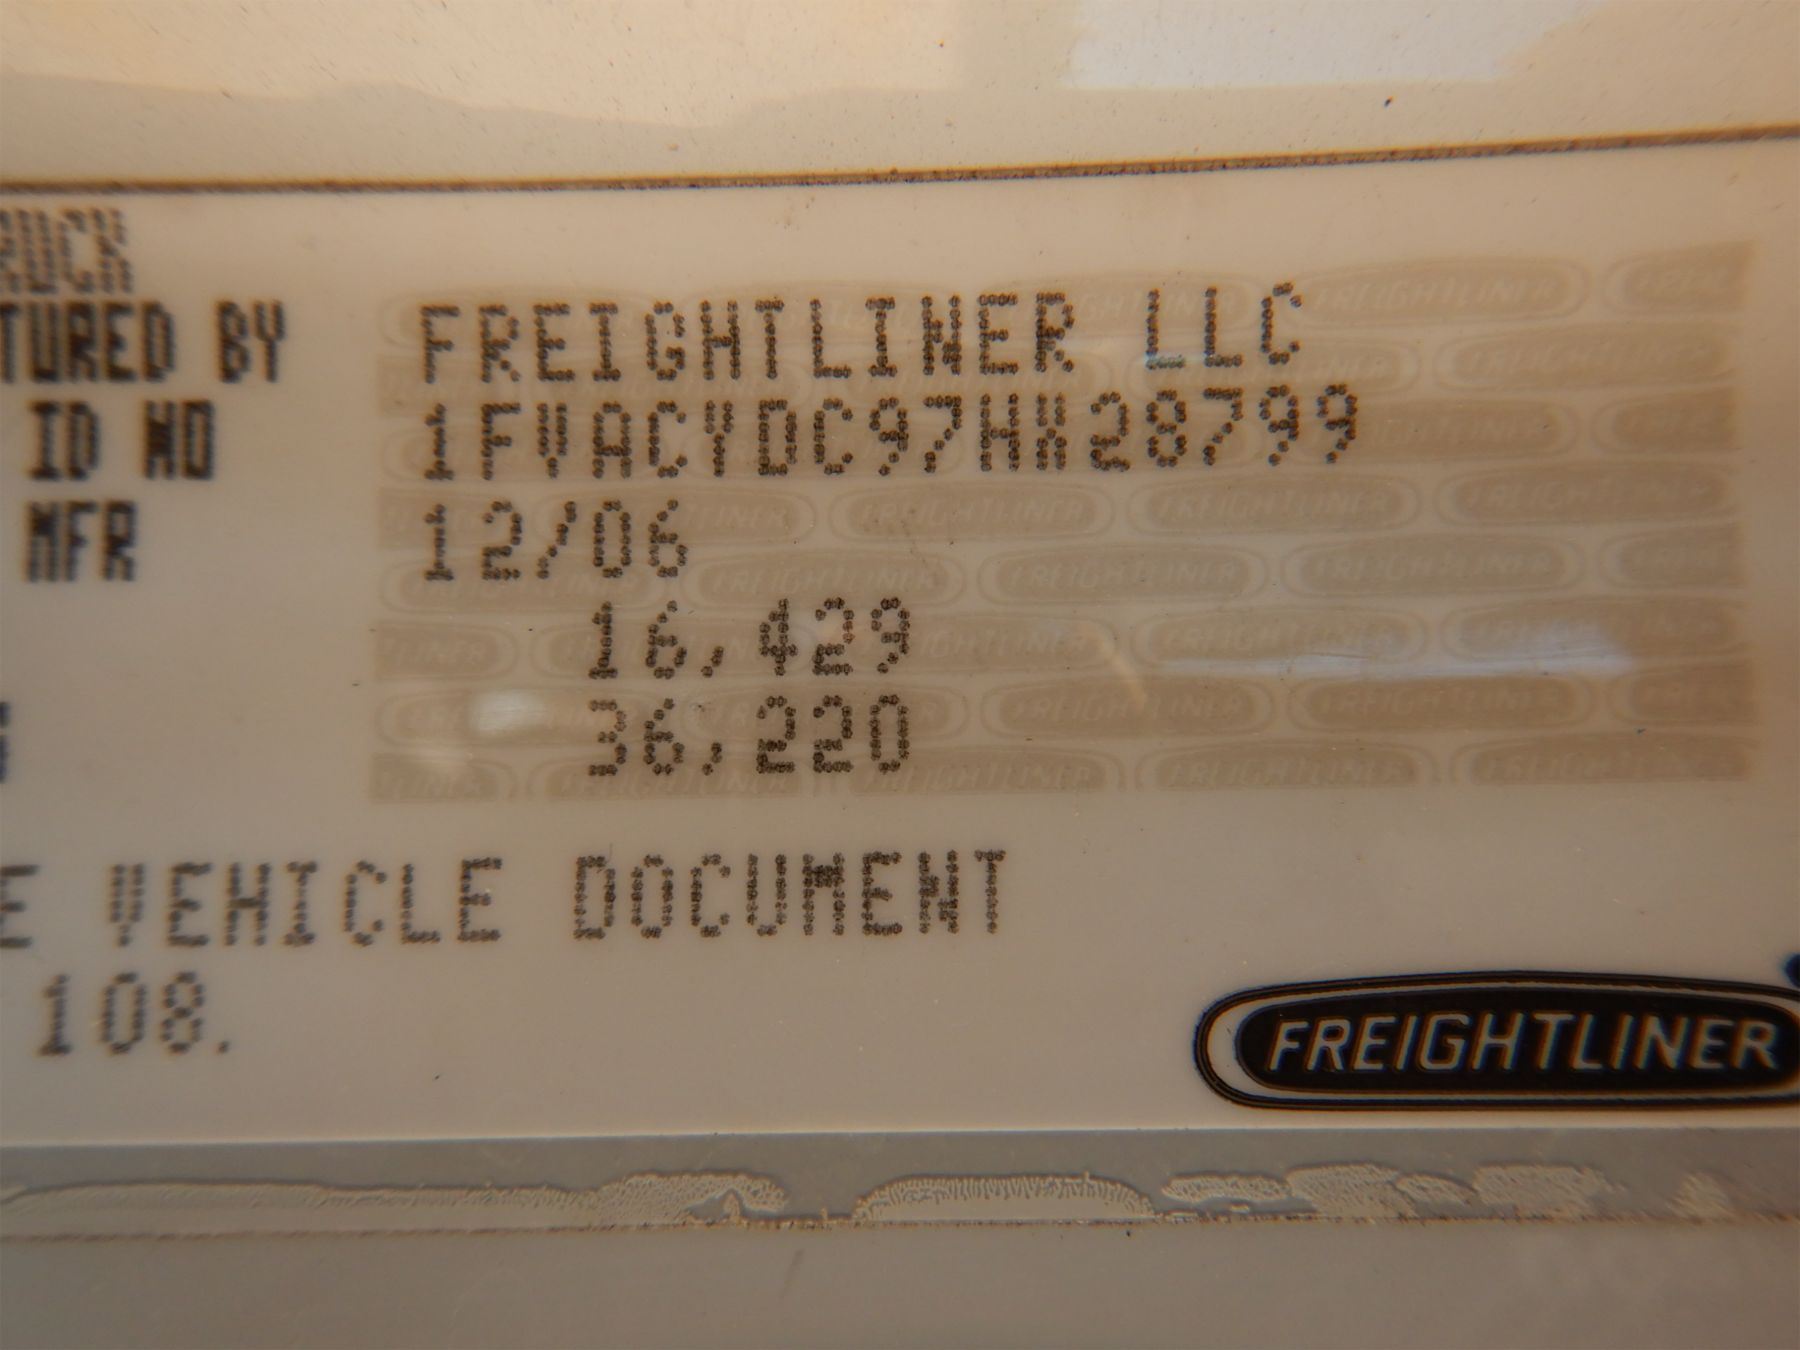 RUCK
TURED BY FREIGHTLINER LLC
ID NO 1FVACYDC97HX28799
MFR 12/06
16,429
36,220
E VEHICLE DOCUMENT
108.
FREIGHTLINER